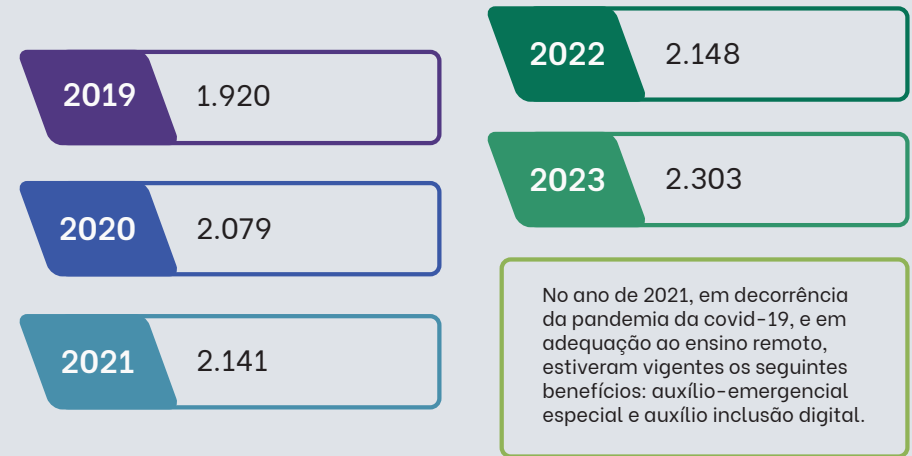 2019 1.920
2020 2.079
2021 2.141
2022 2.148
2023 2.303
No ano de 2021, em decorrência
da pandemia da covid-19, e em
adequação ao ensino remoto,
estiveram vigentes os seguintes
benefícios: auxílio-emergencial
especial e auxílio inclusão digital.